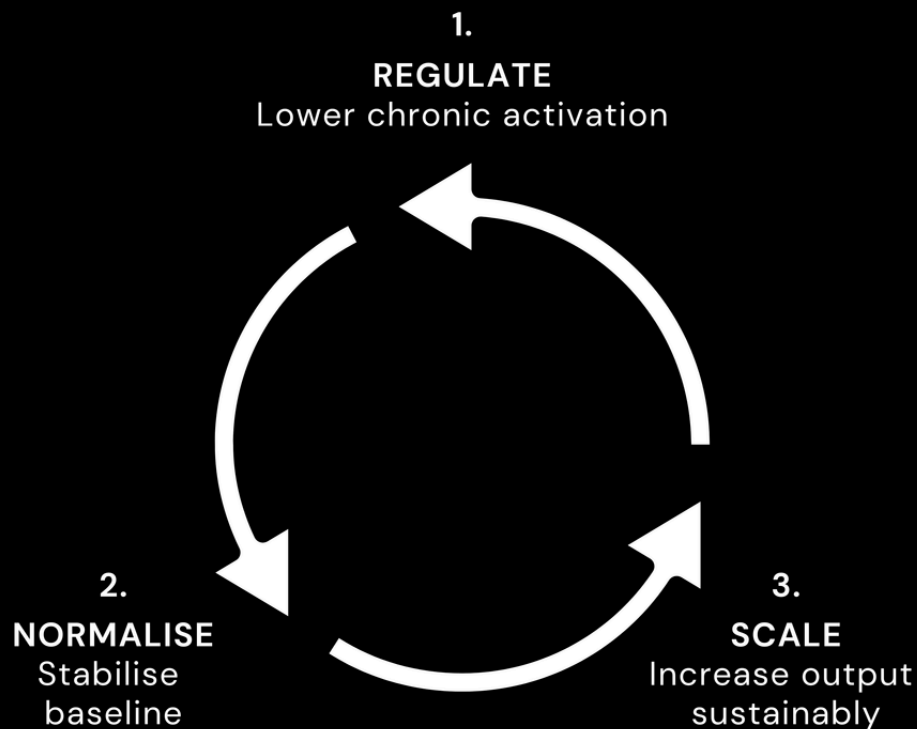 1.
REGULATE
Lower chronic activation
2.
NORMALISE
Stabilise
baseline
3.
SCALE
Increase output
sustainably